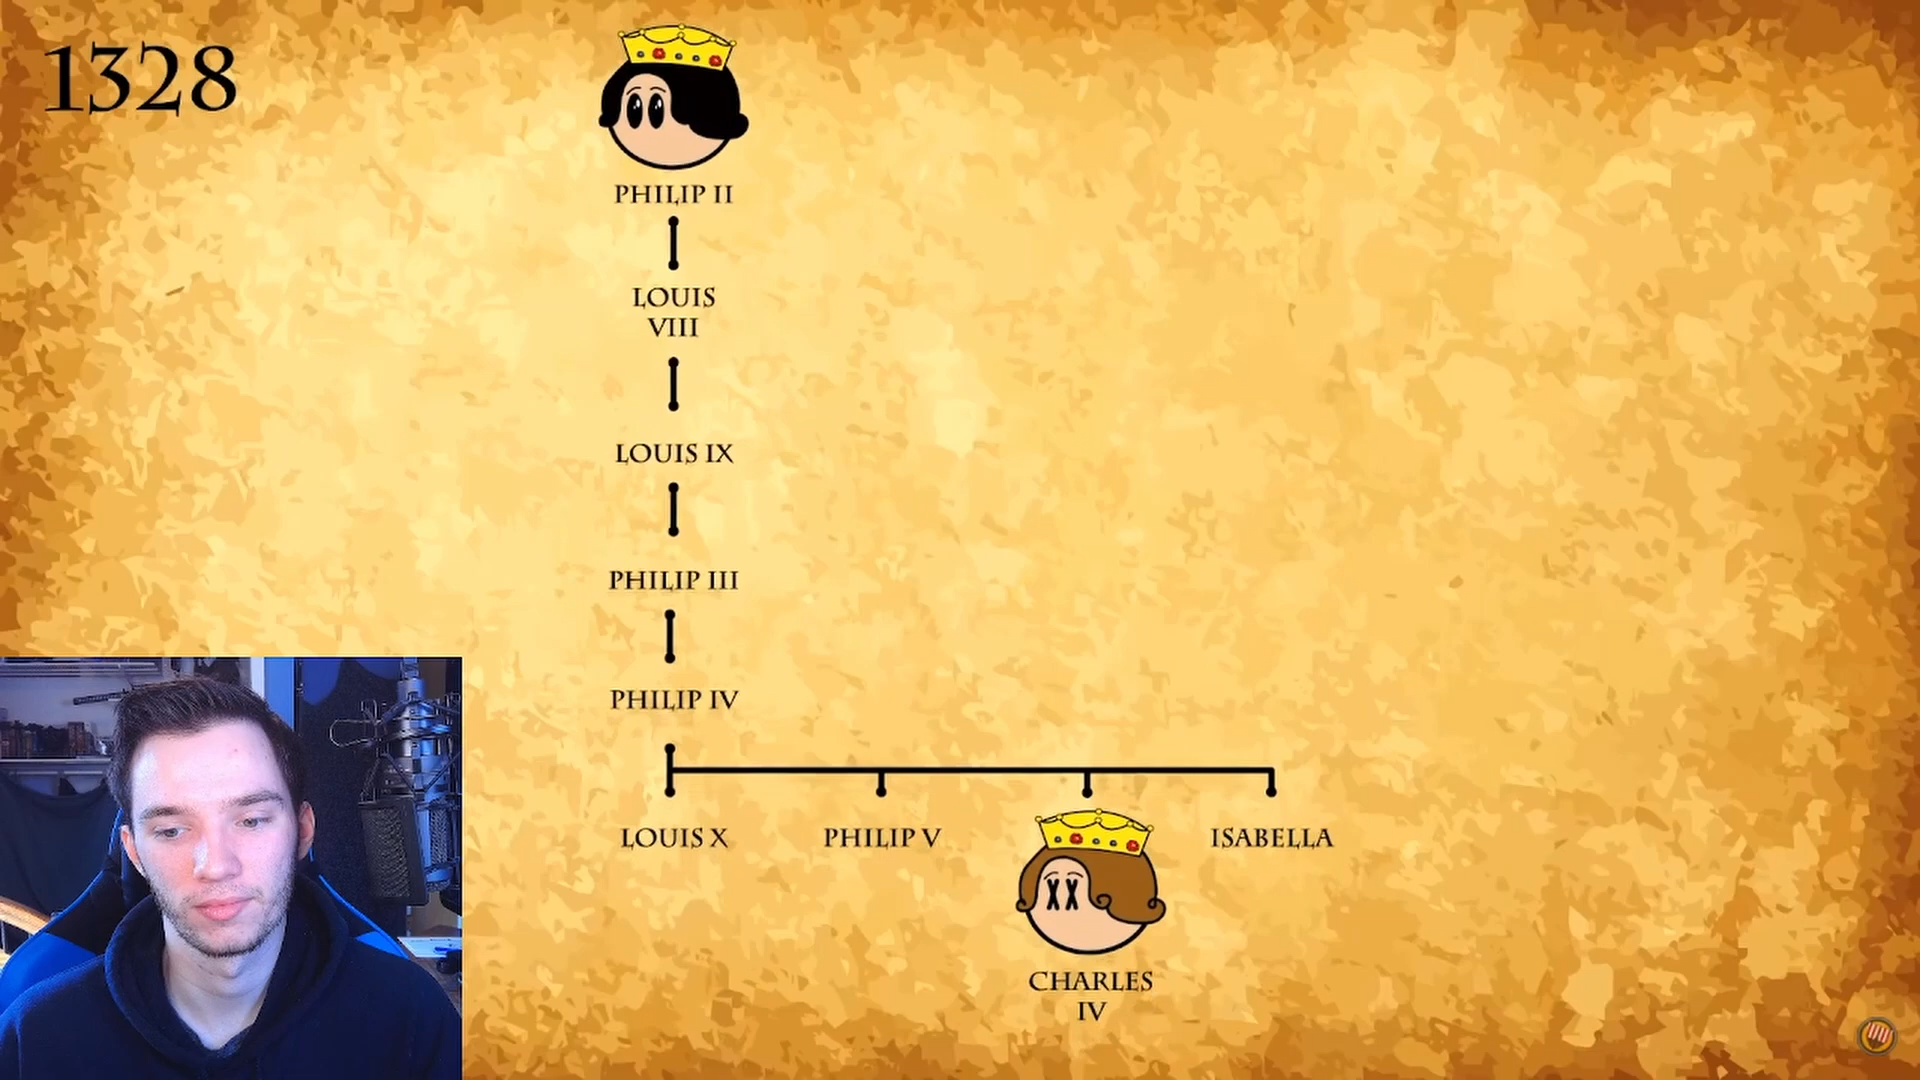 1328
PHILIP II
LOUIS
VIII
LOUIS IX
PHILIP III
PHILIP IV
LOUIS X
PHILIP V
ISABELLA
CHARLES
IV